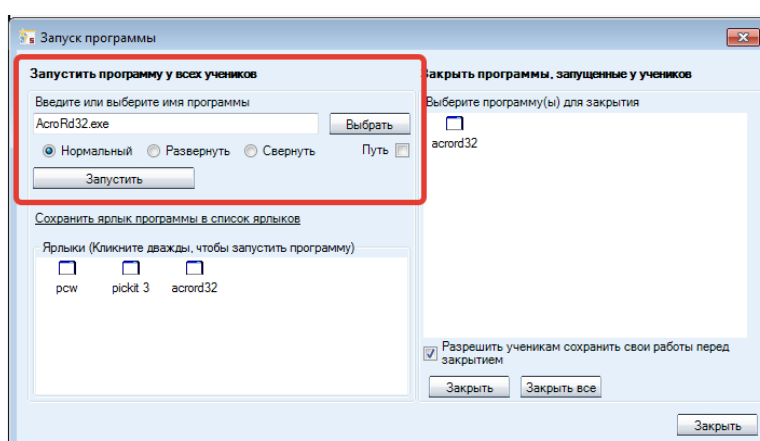 Запуск программы
Запустить программу у всех учеников
Введите или выберите имя программы
AcroRd32.exe
Выбрать
Нормальный Развернуть Свернуть Путь
Запустить
Сохранить ярлык программы в список ярлыков
Ярлыки (Кликните дважды, чтобы запустить программу)
pcw pickit 3 acrord32
Закрыть программы, запущенные у учеников
Выберите программу(ы) для закрытия
acrord32
Разрешить ученикам сохранить свои работы перед
закрытием
Закрыть Закрыть все
Закрыть